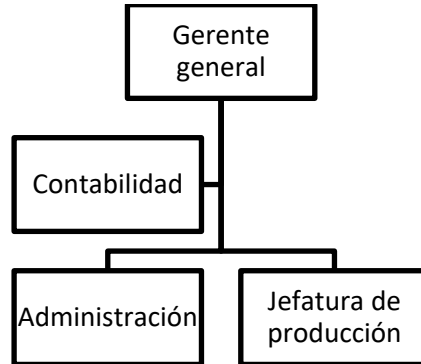 Gerente
general
Contabilidad
Administración
Jefatura de
producción